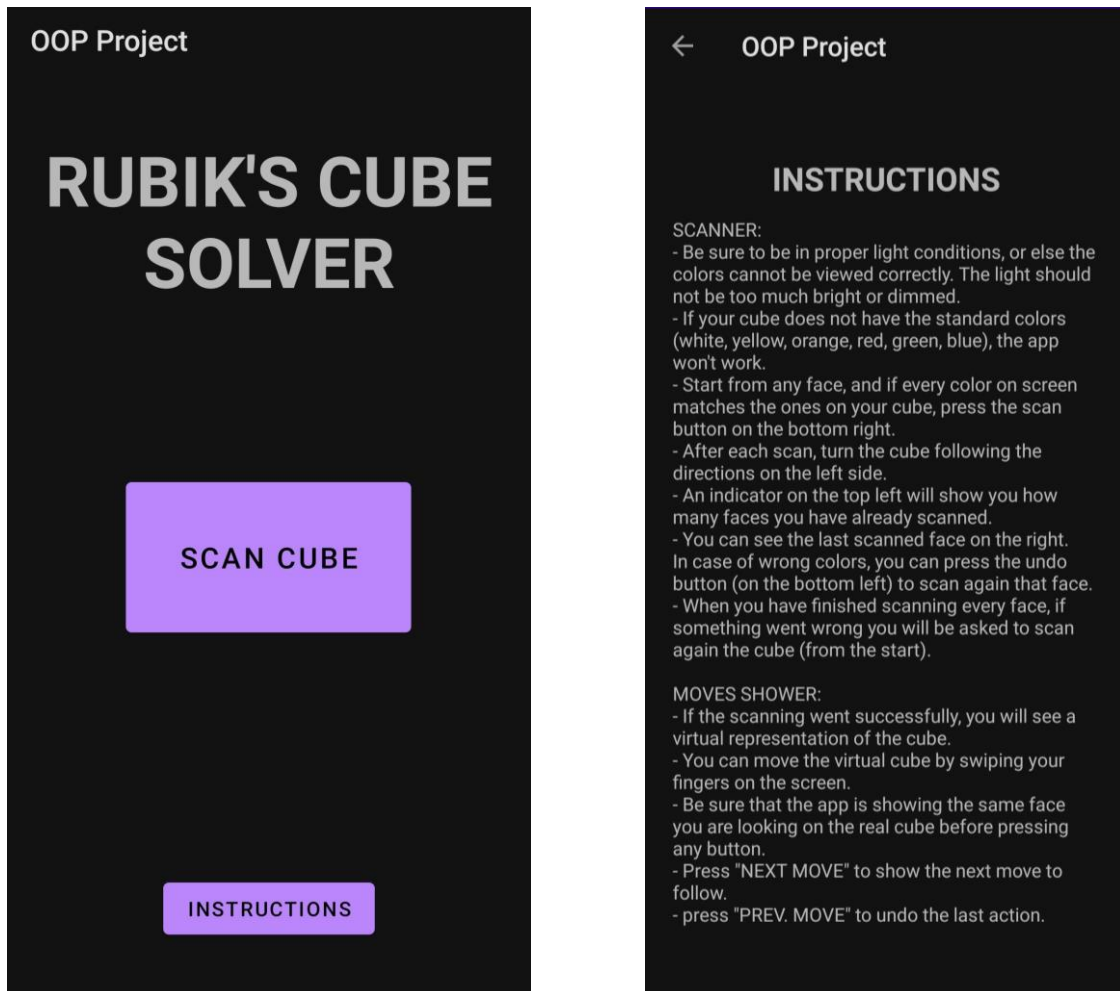 OOP Project
RUBIK'S CUBE
SOLVER
SCAN CUBE
INSTRUCTIONS
OOP Project
INSTRUCTIONS
SCANNER:
- Be sure to be in proper light conditions, or else the
colors cannot be viewed correctly. The light should
not be too much bright or dimmed.
- If your cube does not have the standard colors
(white, yellow, orange, red, green, blue), the app
won't work.
- Start from any face, and if every color on screen
matches the ones on your cube, press the scan
button on the bottom right.
- After each scan, turn the cube following the
directions on the left side.
- An indicator on the top left will show you how
many faces you have already scanned.
- You can see the last scanned face on the right.
In case of wrong colors, you can press the undo
button (on the bottom left) to scan again that face.
- When you have finished scanning every face, if
something went wrong you will be asked to scan
again the cube (from the start).
MOVES SHOWER:
- If the scanning went successfully, you will see a
virtual representation of the cube.
- You can move the virtual cube by swiping your
fingers on the screen.
- Be sure that the app is showing the same face
you are looking on the real cube before pressing
any button.
- Press "NEXT MOVE" to show the next move to
follow.
- press "PREV. MOVE" to undo the last action.